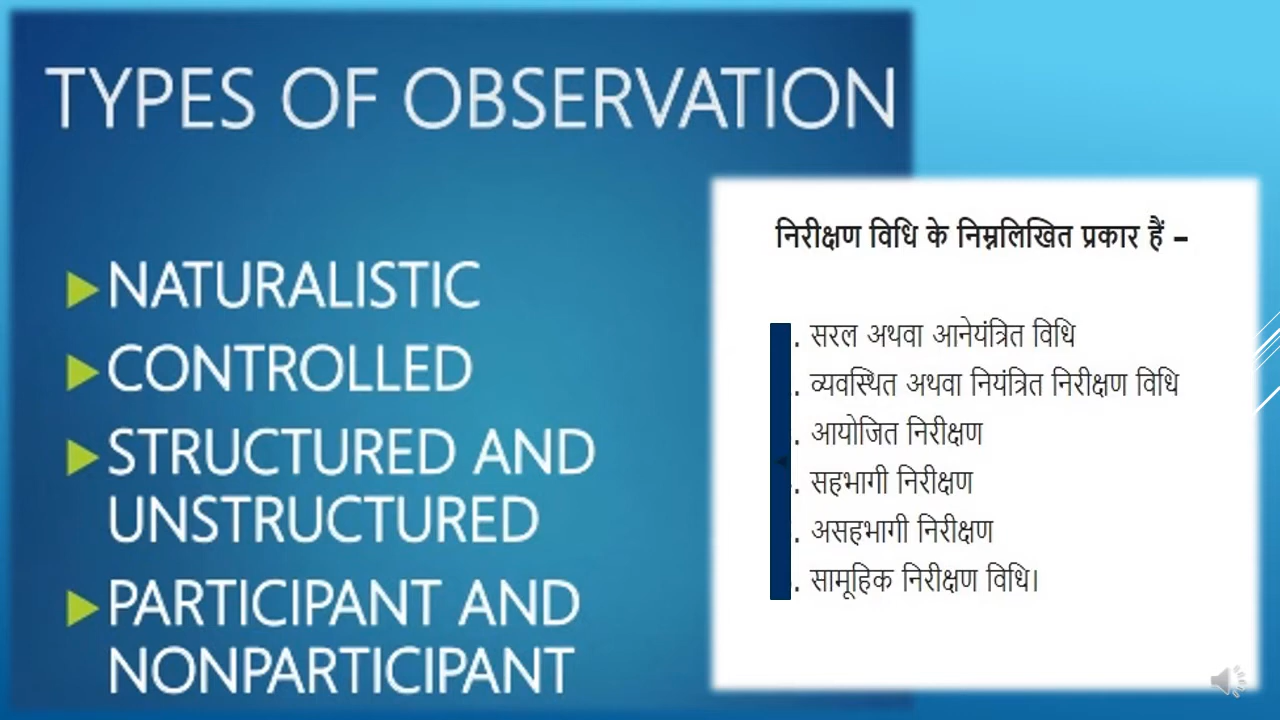 TYPES OF OBSERVATION
NATURALISTIC
CONTROLLED
STRUCTURED AND
UNSTRUCTURED
PARTICIPANT AND
NONPARTICIPANT
निरीक्षण विधि के निम्नलिखित प्रकार हैं –
. सरल अथवा आनेयंत्रित विधि
. व्यवस्थित अथवा नियंत्रित निरीक्षण विधि
. आयोजित निरीक्षण
. सहभागी निरीक्षण
. असहभागी निरीक्षण
. सामूहिक निरीक्षण विधि।